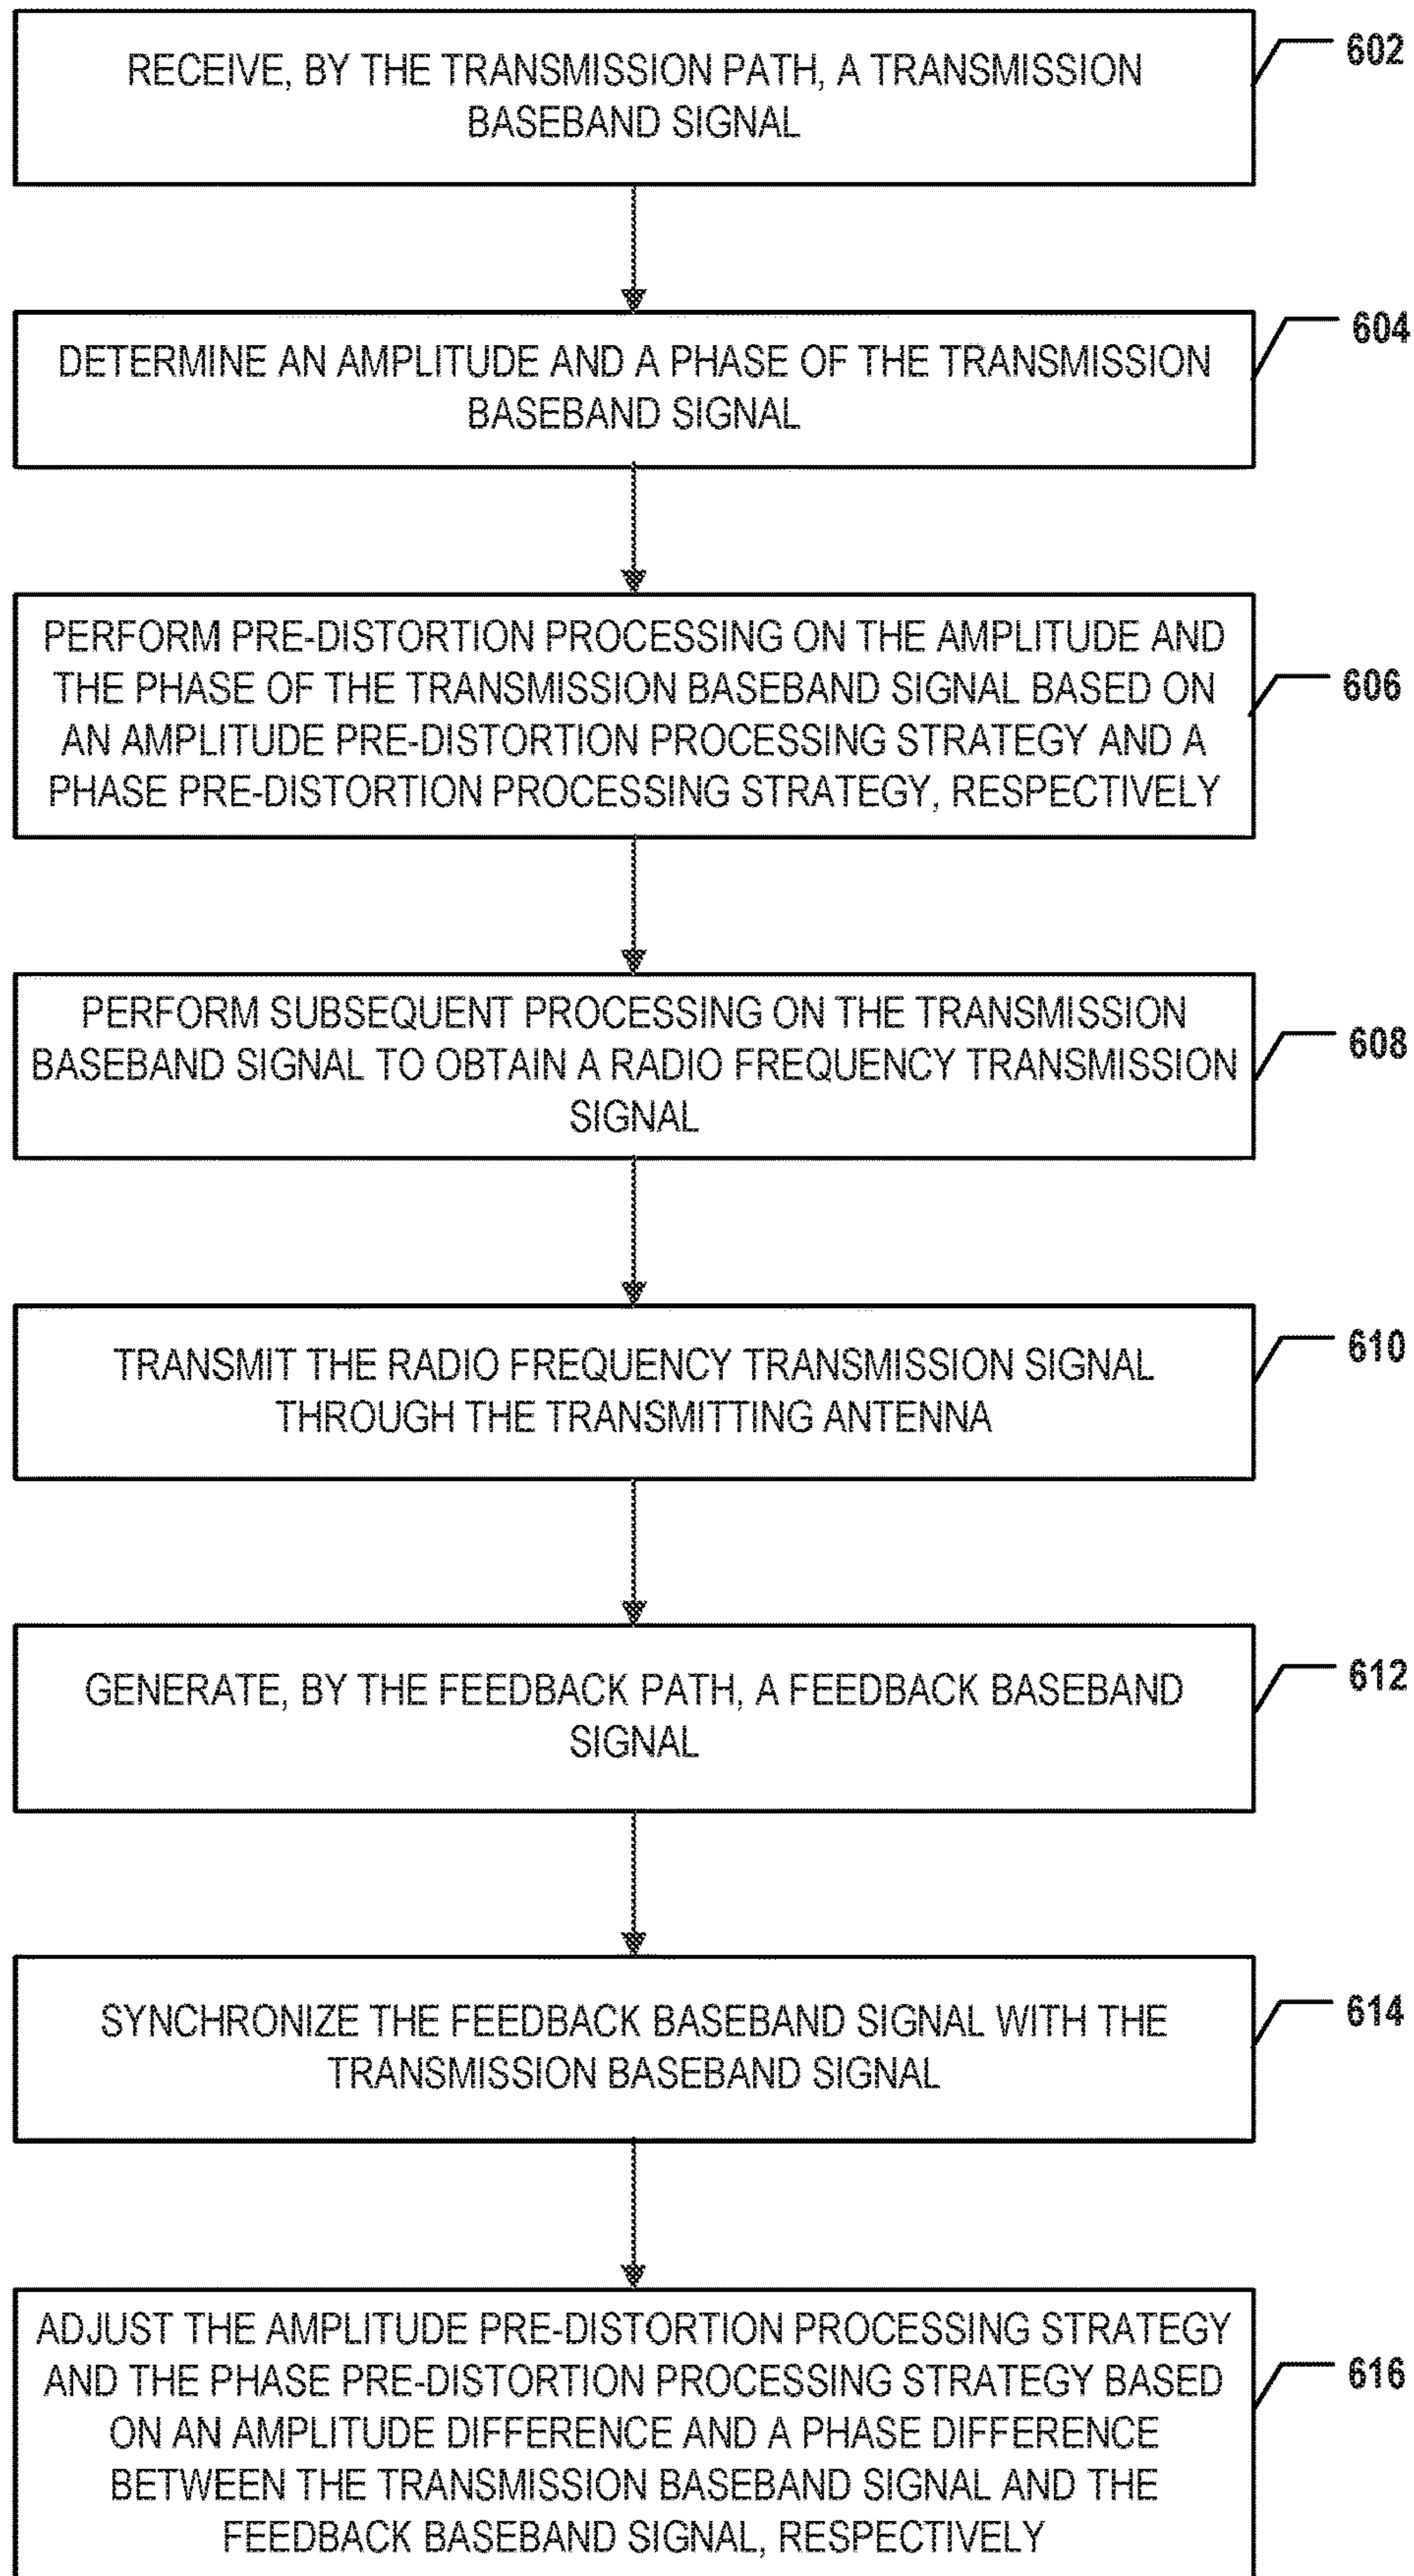 RECEIVE, BY THE TRANSMISSION PATH, A TRANSMISSION
BASEBAND SIGNAL
602
DETERMINE AN AMPLITUDE AND A PHASE OF THE TRANSMISSION
BASEBAND SIGNAL
604
PERFORM PRE-DISTORTION PROCESSING ON THE AMPLITUDE AND
THE PHASE OF THE TRANSMISSION BASEBAND SIGNAL BASED ON
AN AMPLITUDE PRE-DISTORTION PROCESSING STRATEGY AND A
PHASE PRE-DISTORTION PROCESSING STRATEGY, RESPECTIVELY
606
PERFORM SUBSEQUENT PROCESSING ON THE TRANSMISSION
BASEBAND SIGNAL TO OBTAIN A RADIO FREQUENCY TRANSMISSION
SIGNAL
608
TRANSMIT THE RADIO FREQUENCY TRANSMISSION SIGNAL
THROUGH THE TRANSMITTING ANTENNA
610
GENERATE, BY THE FEEDBACK PATH, A FEEDBACK BASEBAND
SIGNAL
612
SYNCHRONIZE THE FEEDBACK BASEBAND SIGNAL WITH THE
TRANSMISSION BASEBAND SIGNAL
614
ADJUST THE AMPLITUDE PRE-DISTORTION PROCESSING STRATEGY
AND THE PHASE PRE-DISTORTION PROCESSING STRATEGY BASED
ON AN AMPLITUDE DIFFERENCE AND A PHASE DIFFERENCE
BETWEEN THE TRANSMISSION BASEBAND SIGNAL AND THE
FEEDBACK BASEBAND SIGNAL, RESPECTIVELY
616